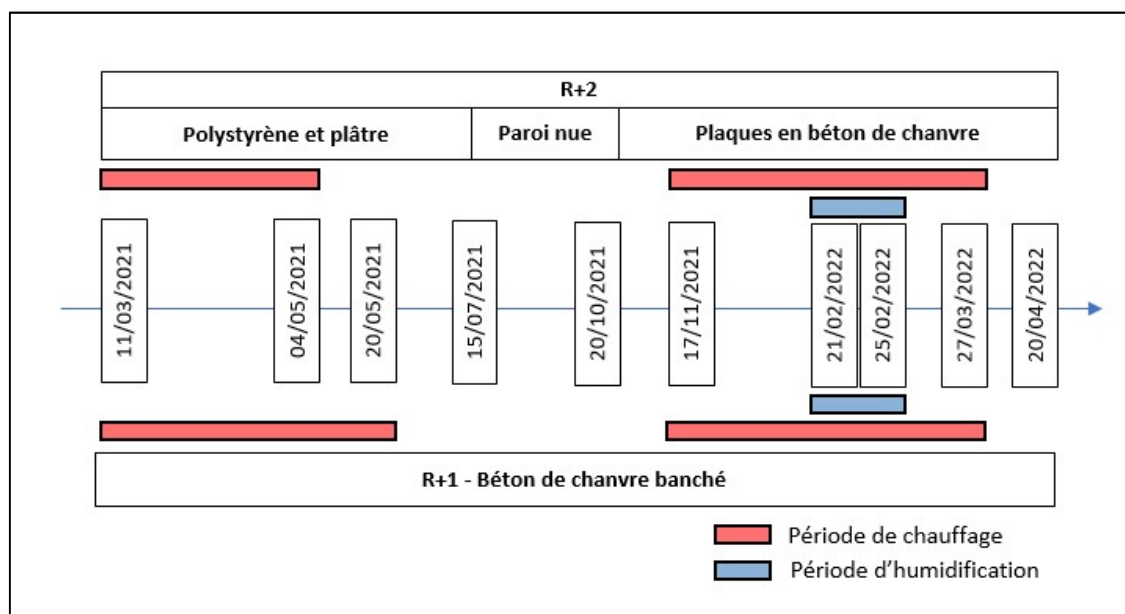 R+2
Polystyrène et plâtre
Paroi nue
Plaques en béton de chanvre
11/03/2021
04/05/2021
20/05/2021
15/07/2021
20/10/2021
17/11/2021
21/02/2022
25/02/2022
27/03/2022
20/04/2022
R+1 - Béton de chanvre banché
Période de chauffage
Période d'humidification